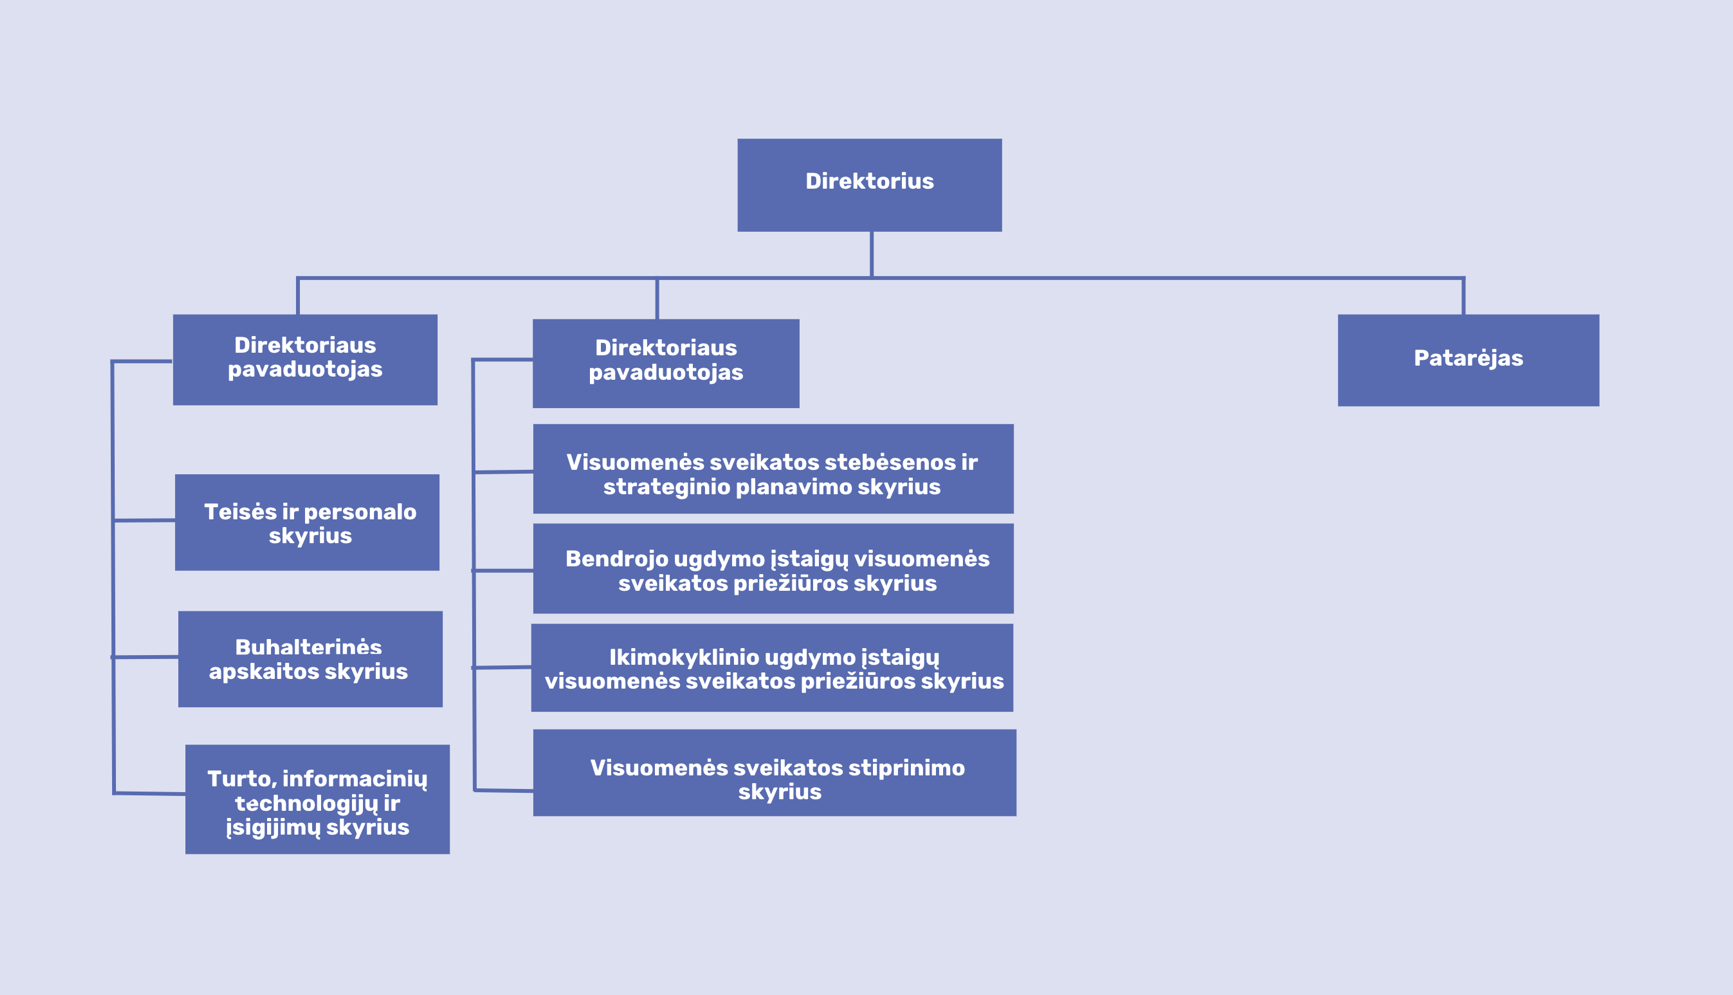 Direktorius
Direktoriaus
pavaduotojas
Direktoriaus
pavaduotojas
Patarėjas
Teisės ir personalo
skyrius
Buhalterinės
apskaitos skyrius
Turto, informacinių
technologijų ir
įsigijimų skyrius
Visuomenės sveikatos stebėsenos ir
strateginio planavimo skyrius
Bendrojo ugdymo įstaigų visuomenės
sveikatos priežiūros skyrius
Ikimokyklinio ugdymo įstaigų
visuomenės sveikatos priežiūros skyrius
Visuomenės sveikatos stiprinimo
skyrius